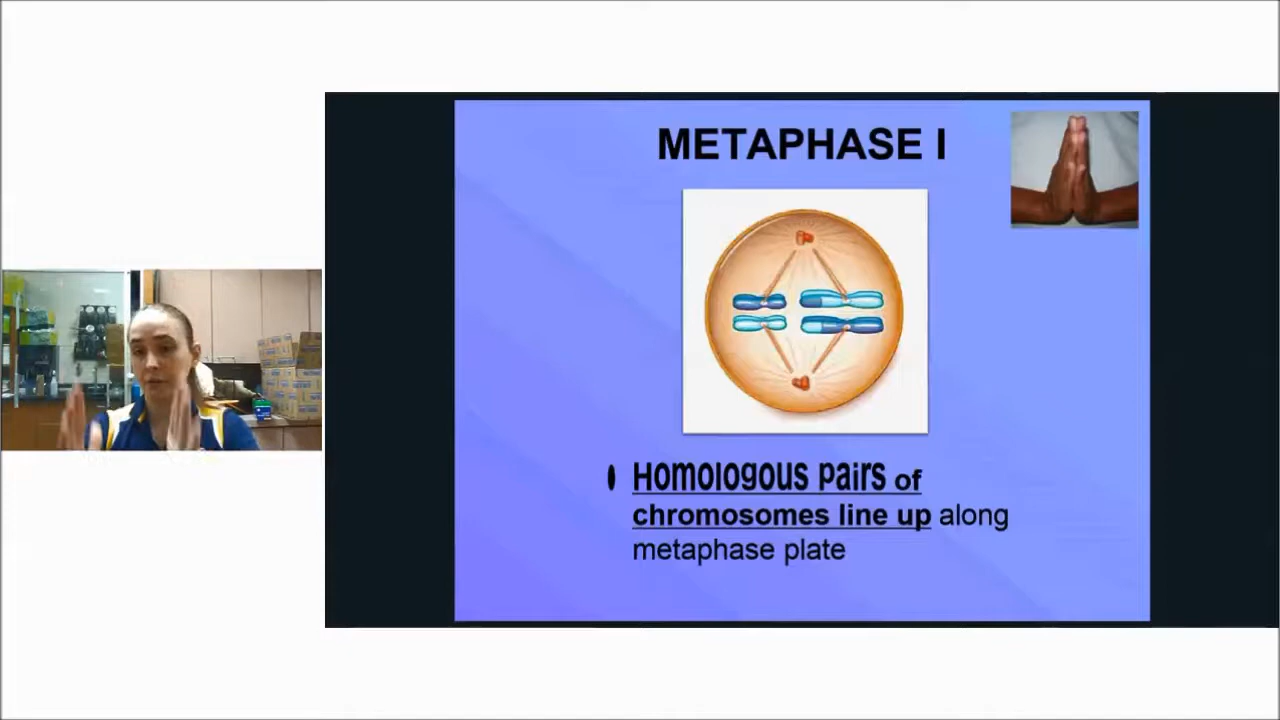 METAPHASE I
Homologous pairs of
chromosomes line up along
metaphase plate